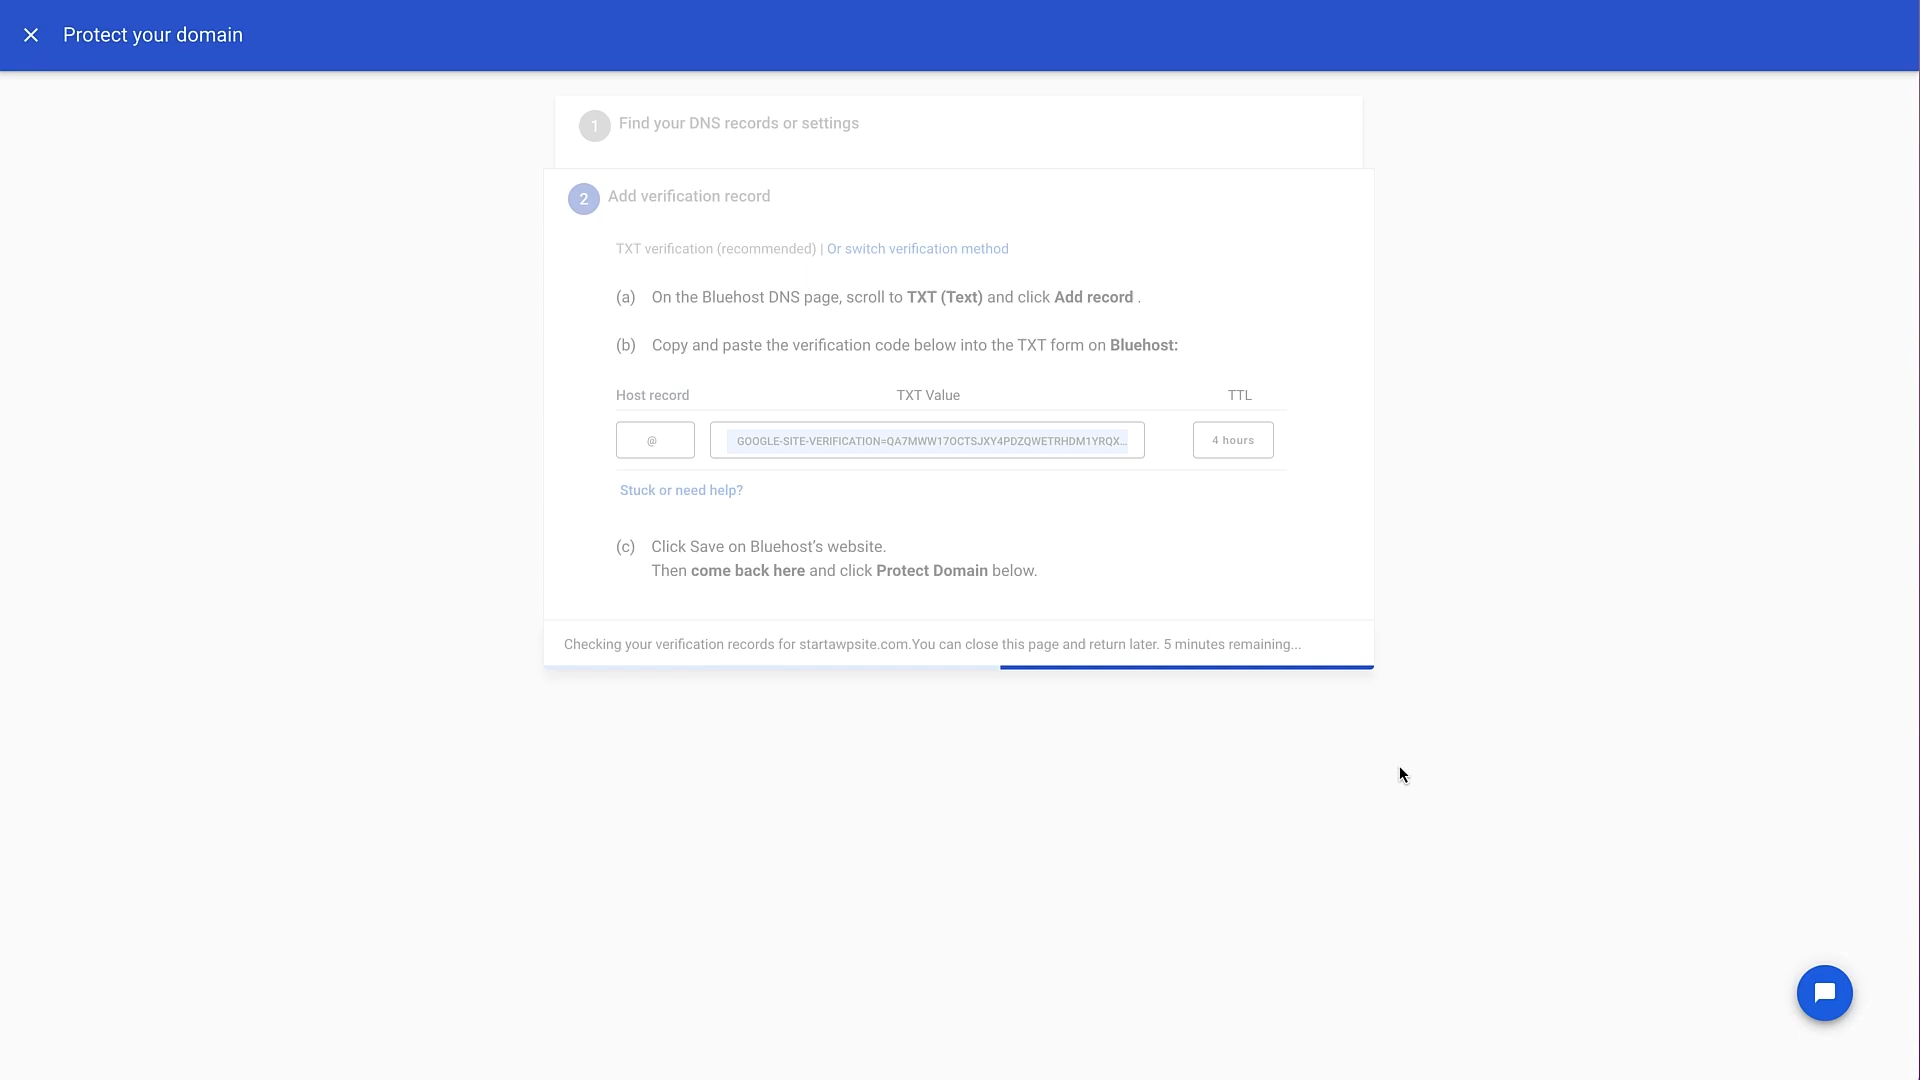 Protect your domain
1 Find your DNS records or settings
2 Add verification record
TXT verification (recommended) | Or switch verification method
(a) On the Bluehost DNS page, scroll to TXT (Text) and click Add record .
(b) Copy and paste the verification code below into the TXT form on Bluehost:
Host record TXT Value TTL
@ GOOGLE-SITE-VERIFICATION=QA7MWW17OCTSJXY4PDZQWETRHDM1YRQX... 4 hours
Stuck or need help?
(c) Click Save on Bluehost’s website.
Then come back here and click Protect Domain below.
Checking your verification records for startawpsite.com.You can close this page and return later. 5 minutes remaining...